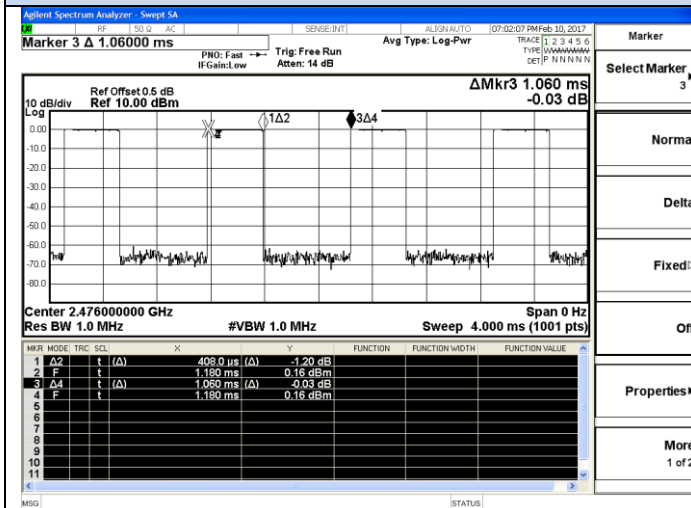 Agilent Spectrum Analyzer - Swept SA
RF 50 Ω AC SENSE:INT ALIGN AUTO 07:02:07 PM Feb 10, 2017
Marker 3 Δ 1.06000 ms
PNO: Fast
IFGain:Low
Trig: Free Run
Atten: 14 dB
Avg Type: Log-Pwr
TRACE 1 2 3 4 5 6
TYPE
DET P N N N N N
ΔMkr3 1.060 ms
-0.03 dB
Ref Offset 0.5 dB
10 dB/div Ref 10.00 dBm
Log
1Δ2
3Δ4
0.00
-10.0
-20.0
-30.0
-40.0
-50.0
-60.0
-70.0
-80.0
Center 2.476000000 GHz Span 0 Hz
Res BW 1.0 MHz #VBW 1.0 MHz Sweep 4.000 ms (1001 pts)
MKR MODE TRC SCL X Y FUNCTION FUNCTION WIDTH FUNCTION VALUE
1 Δ2 t (Δ) 408.0 µs (Δ) -1.20 dB
2 F t 1.180 ms 0.16 dBm
3 Δ4 t (Δ) 1.060 ms (Δ) -0.03 dB
4 F t 1.180 ms 0.16 dBm
5
6
7
8
9
10
11
MSG STATUS
Marker
Select Marker
3
Norma
Delta
Fixed
Of
Properties
More
1 of 2